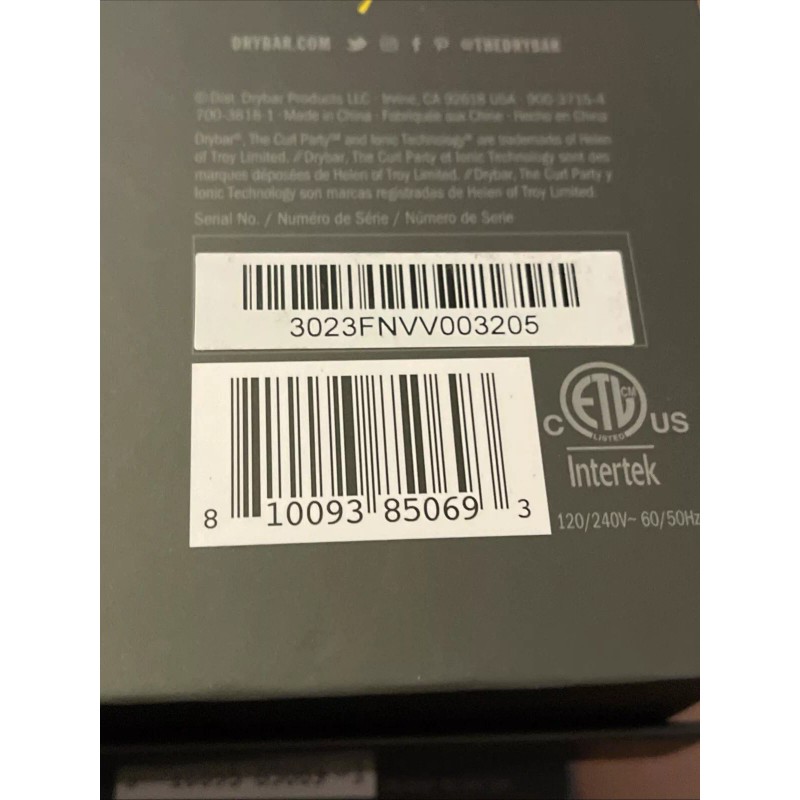 DRYBAR.COM @THEDRYBAR
© Dist. Drybar Products LLC · Irvine, CA 92618 USA · 900-3715-4
700-3818-1 · Made in China · Fabriqué aux Chine · Hecho en China
Drybar®, The Curl Party™ and Ionic Technology® are trademarks of Helen
of Troy Limited. //Drybar, The Curl Party et Ionic Technology sont des
marques déposées de Helen of Troy Limited. //Drybar, The Curl Party y
Ionic Technology son marcas registradas de Helen of Troy Limited.
Serial No. / Numéro de Série / Número de Serie
3023FNVV003205
8 10093 85069 3
C ETL CM US
LISTED
Intertek
120/240V~ 60/50Hz